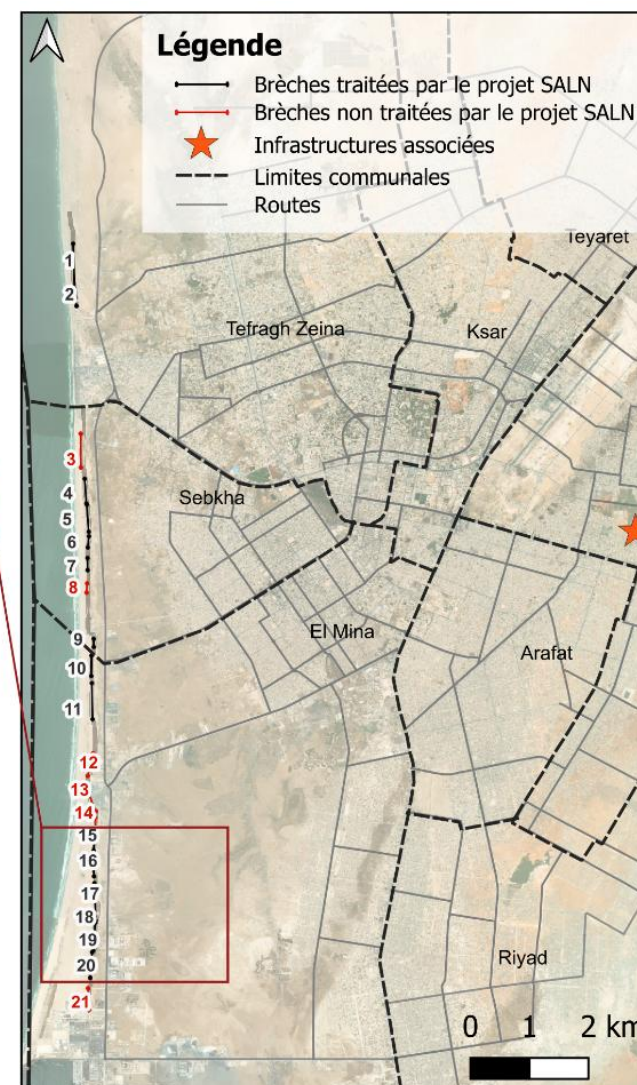 Légende
Brèches traitées par le projet SALN
Brèches non traitées par le projet SALN
Infrastructures associées
Limites communales
Routes
Teyaret
1
2
Tefragh Zeina
Ksar
3
4
Sebkha
5
6
7
8
9
El Mina
10
Arafat
11
12
13
14
15
16
17
18
19
20
Riyad
21
0 1 2 km